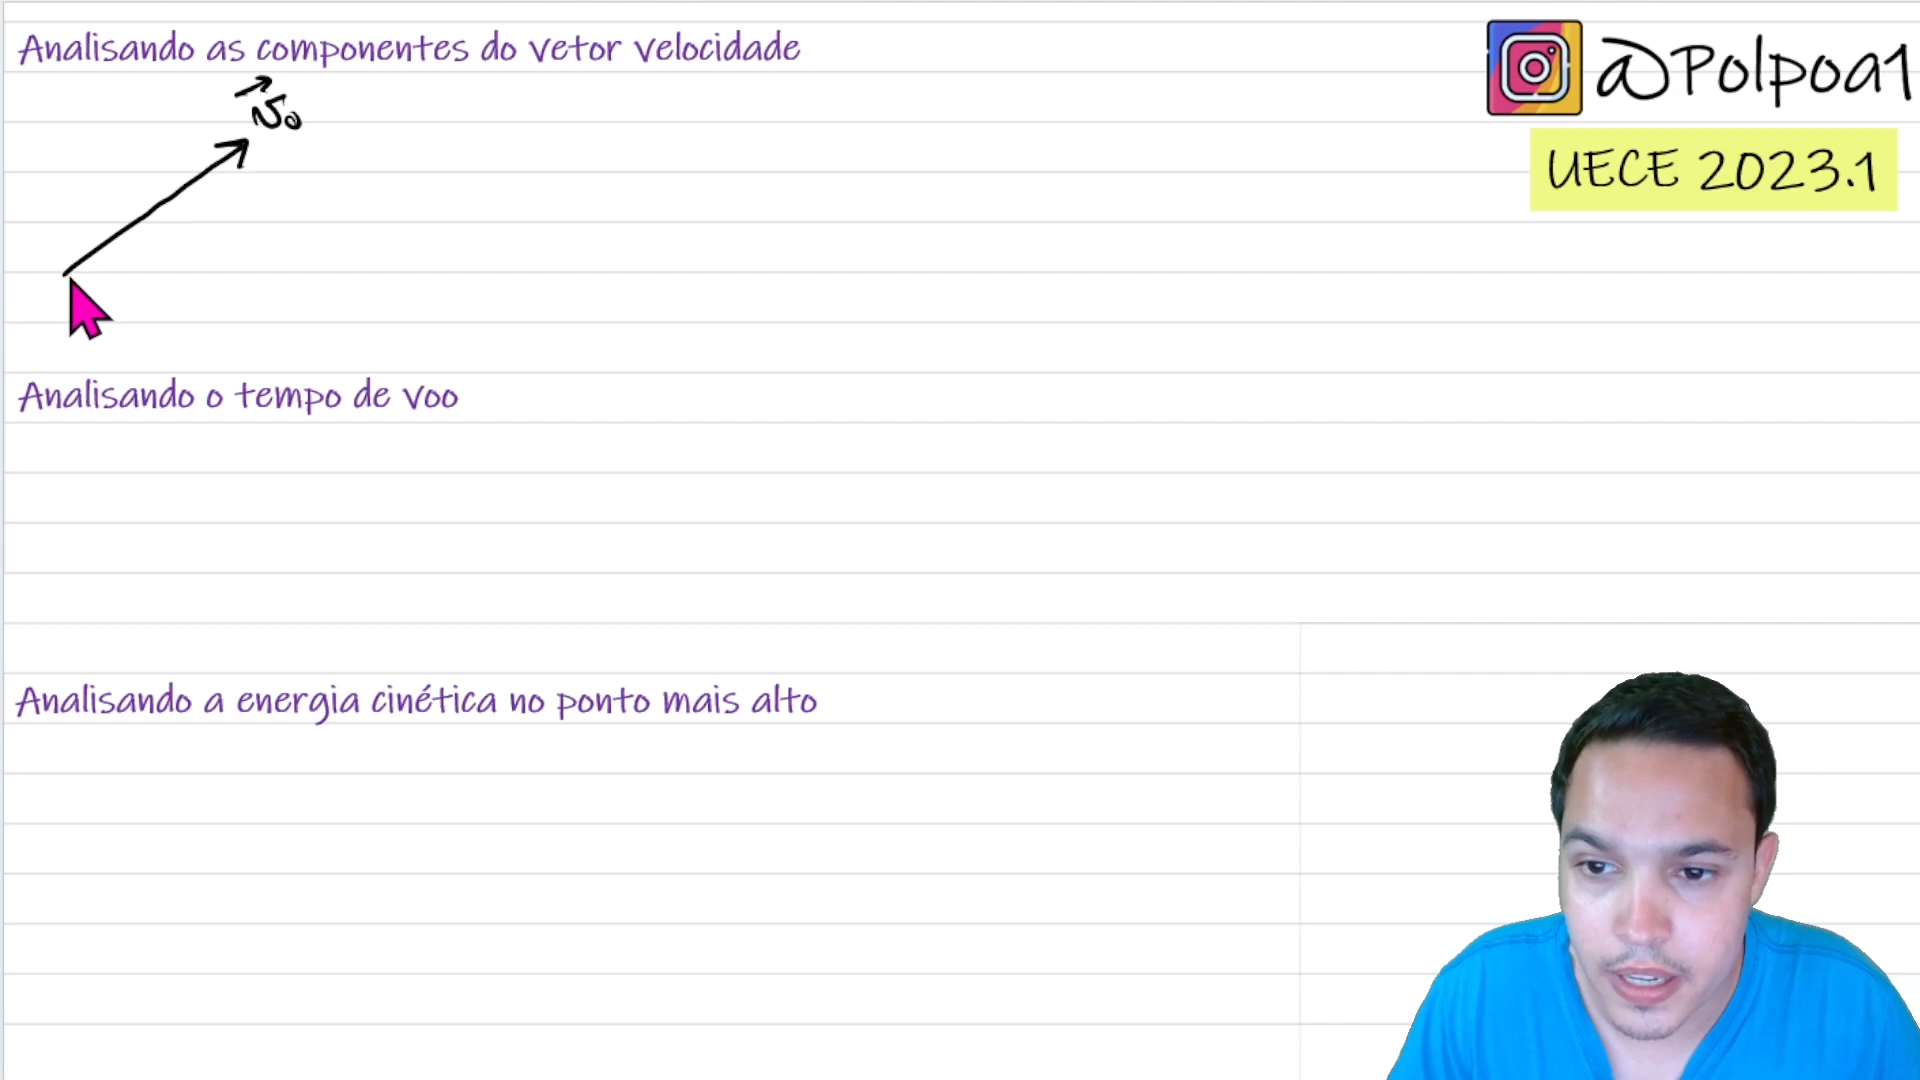 Analisando as componentes do vetor velocidade
@Polpoa1
v₀
UECE 2023.1
Analisando o tempo de voo
Analisando a energia cinética no ponto mais alto